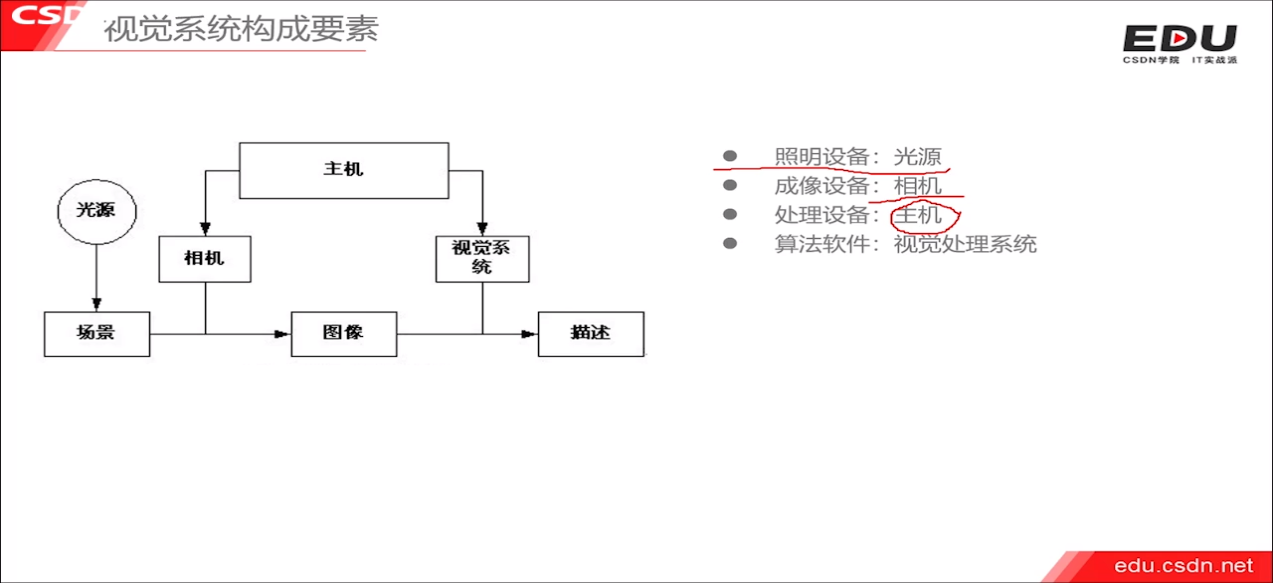 CSD
视觉系统构成要素
EDU
CSDN学院 IT实战派
主机
光源
相机
视觉系
统
场景
图像
描述
照明设备：光源
成像设备：相机
处理设备：主机
算法软件：视觉处理系统
edu.csdn.net